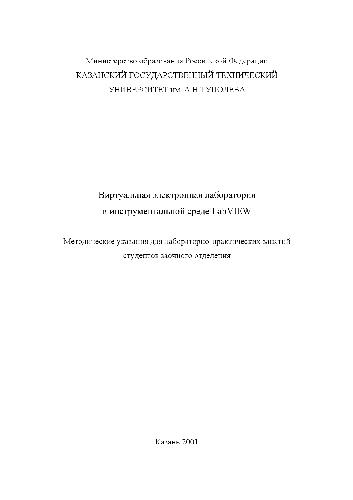 Министерство образования Российской Федерации
КАЗАНСКИЙ ГОСУДАРСТВЕННЫЙ ТЕХНИЧЕСКИЙ
УНИВЕРСИТЕТ им. А.Н.ТУПОЛЕВА
Виртуальная электронная лаборатория
в инструментальной среде LabVIEW
Методические указания для лабораторно-практических занятий
студентов заочного отделения
Казань 2001